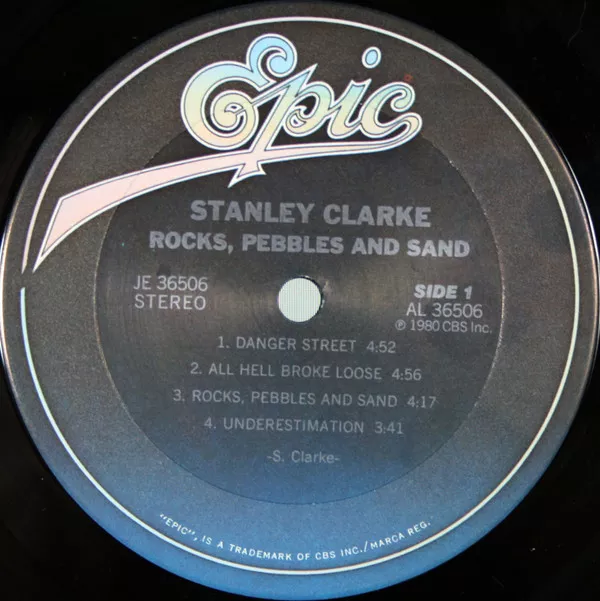 Epic
STANLEY CLARKE
ROCKS, PEBBLES AND SAND
JE 36506
STEREO
SIDE 1
AL 36506
℗ 1980 CBS Inc.
1. DANGER STREET 4:52
2. ALL HELL BROKE LOOSE 4:56
3. ROCKS, PEBBLES AND SAND 4:17
4. UNDERESTIMATION 3:41
-S. Clarke-
"EPIC", IS A TRADEMARK OF CBS INC./MARCA REG.